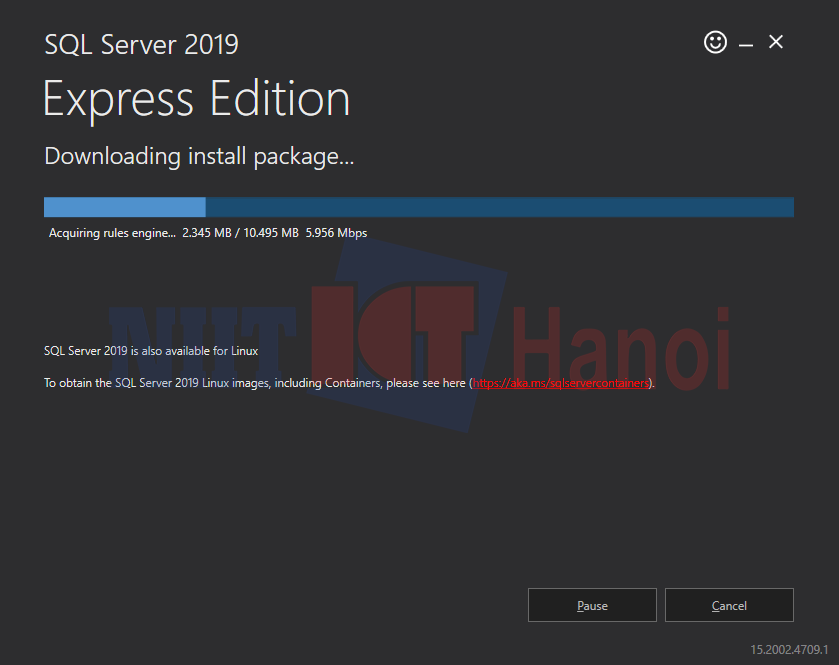 SQL Server 2019
Express Edition
Downloading install package...
Acquiring rules engine... 2.345 MB / 10.495 MB 5.956 Mbps
NUT ICT Hanoi
SQL Server 2019 is also available for Linux
To obtain the SQL Server 2019 Linux images, including Containers, please see here (https://aka.ms/sqlservercontainers).
Pause
Cancel
15.2002.4709.1